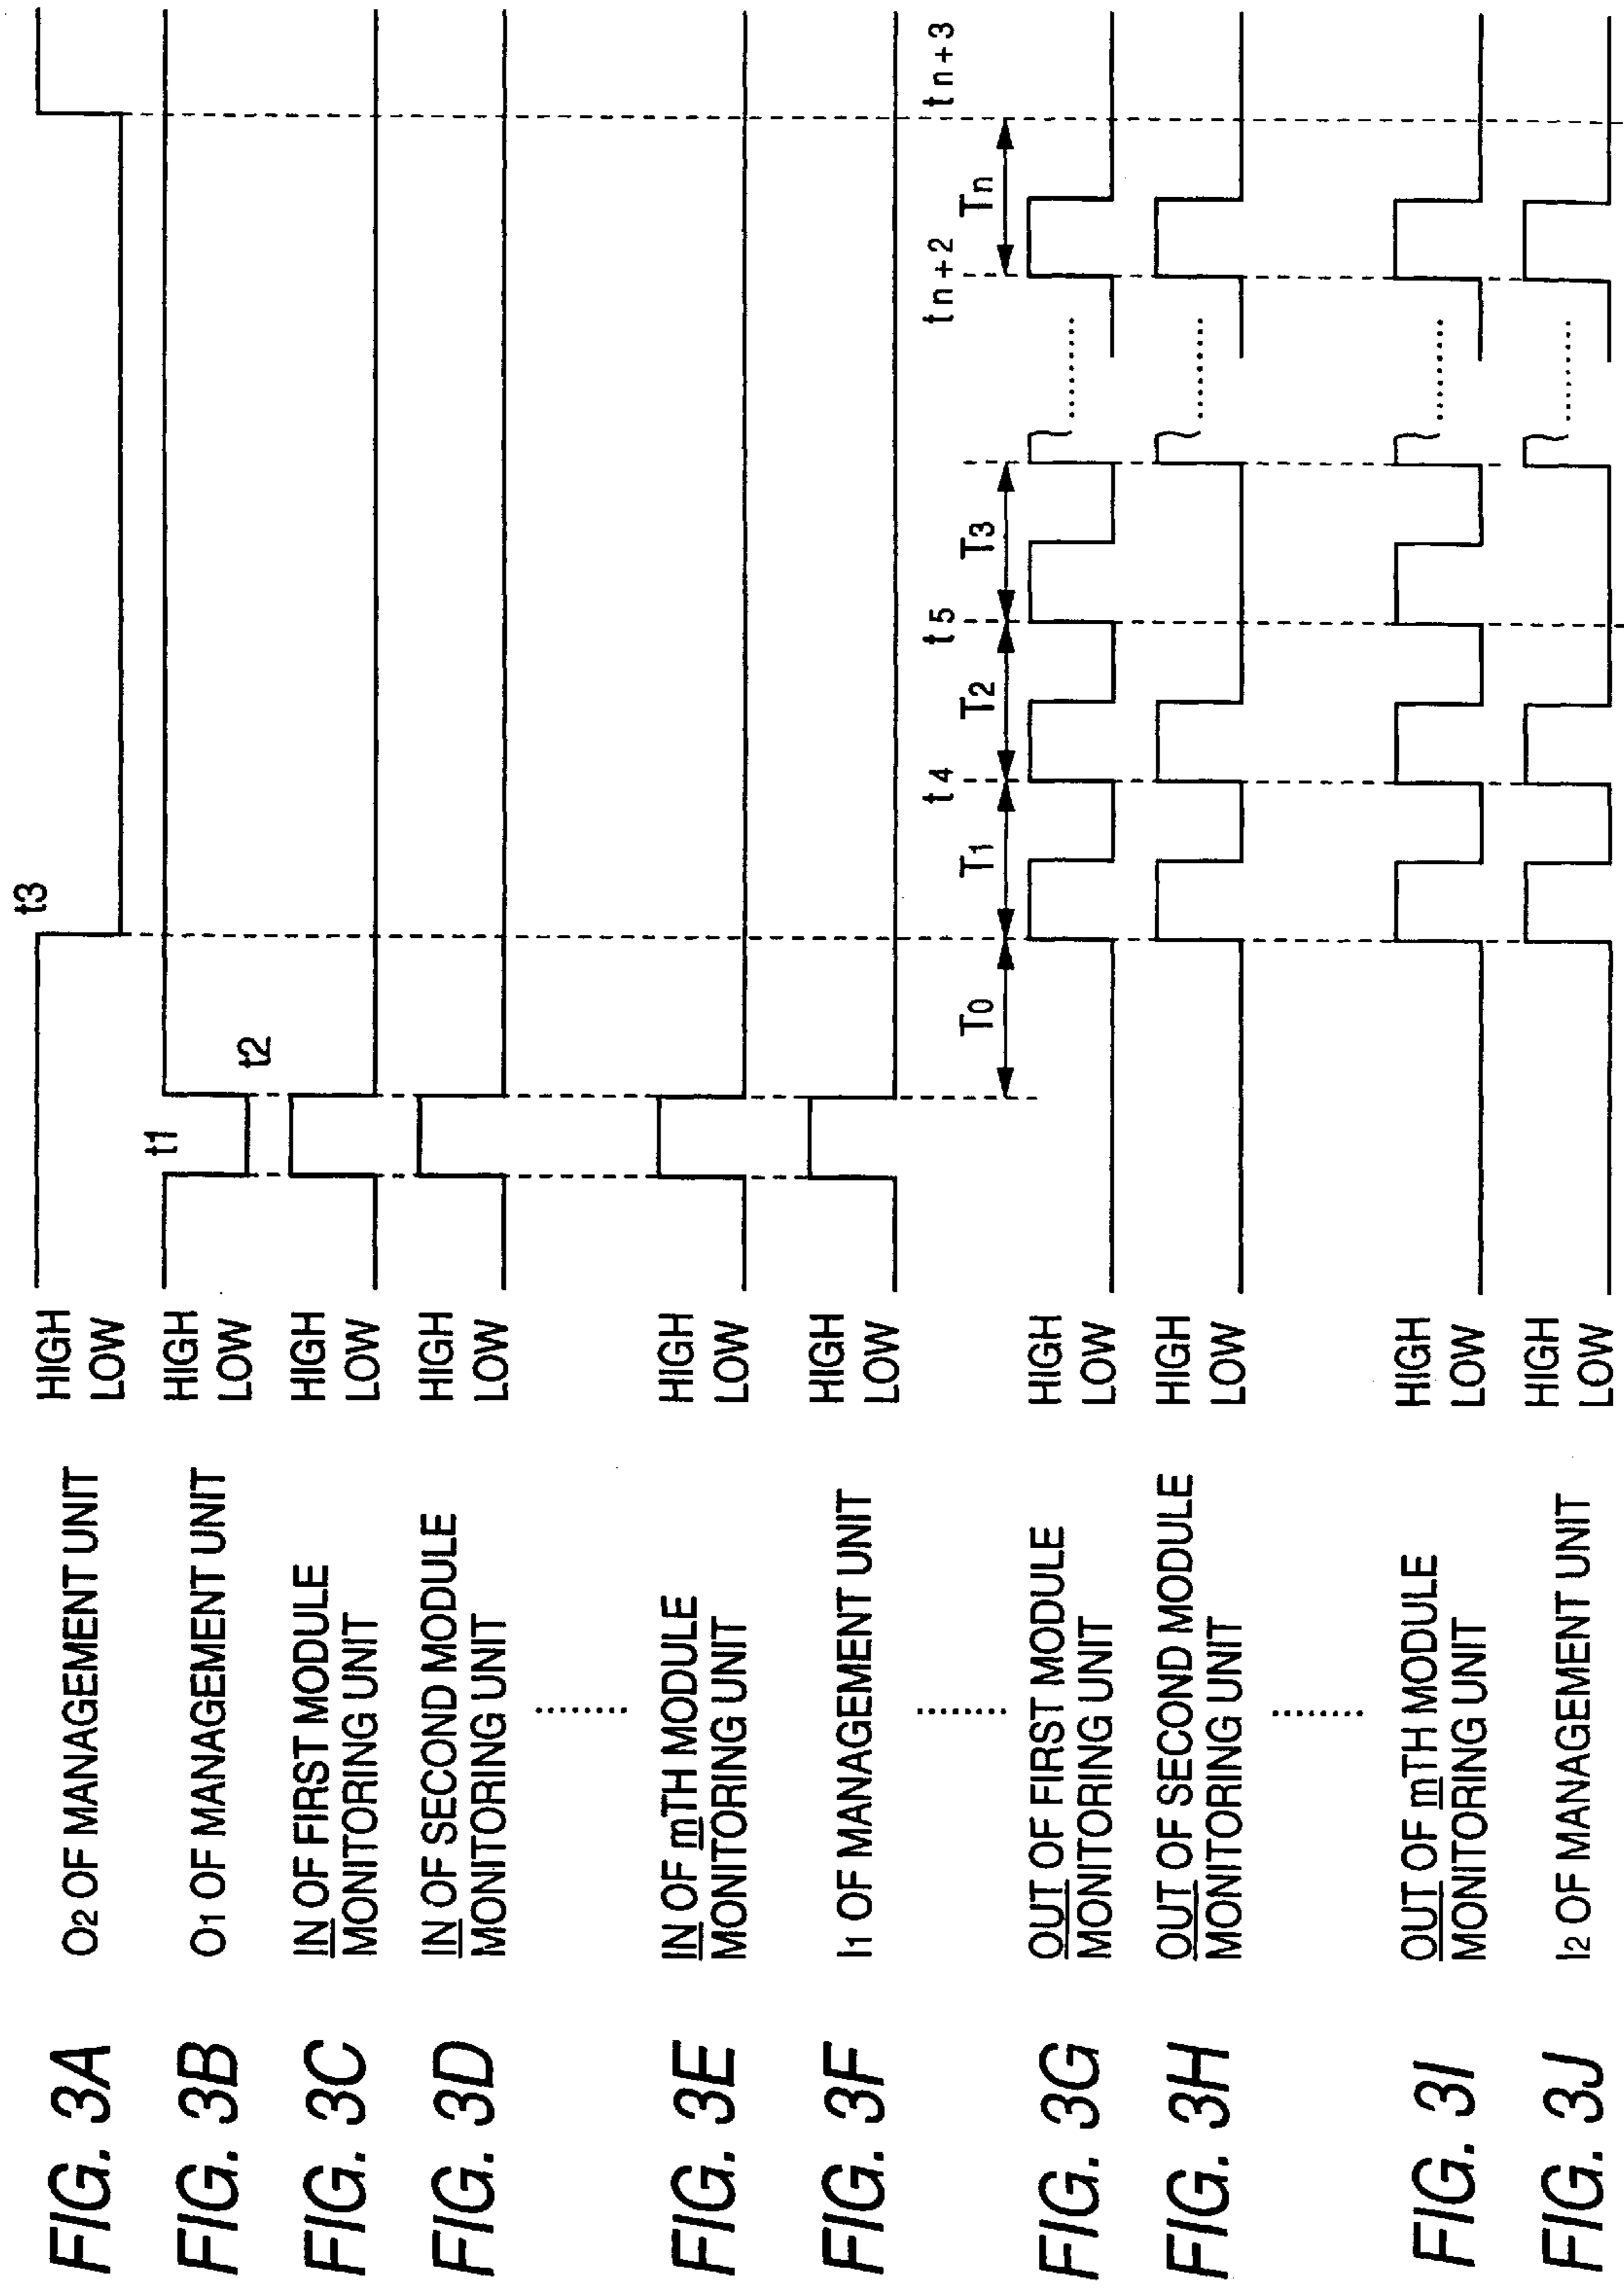 FIG. 3A O2 OF MANAGEMENT UNIT HIGH
LOW
t3
FIG. 3B O1 OF MANAGEMENT UNIT HIGH
LOW
t1 t2
FIG. 3C IN OF FIRST MODULE
MONITORING UNIT
HIGH
LOW
FIG. 3D IN OF SECOND MODULE
MONITORING UNIT
HIGH
LOW
.........
FIG. 3E IN OF mTH MODULE
MONITORING UNIT
HIGH
LOW
FIG. 3F I1 OF MANAGEMENT UNIT HIGH
LOW
.........
t4 t5 tn+2 tn+3
T0 T1 T2 T3 Tn
FIG. 3G OUT OF FIRST MODULE
MONITORING UNIT
HIGH
LOW
.........
FIG. 3H OUT OF SECOND MODULE
MONITORING UNIT
HIGH
LOW
.........
.........
FIG. 3I OUT OF mTH MODULE
MONITORING UNIT
HIGH
LOW
.........
FIG. 3J I2 OF MANAGEMENT UNIT HIGH
LOW
.........